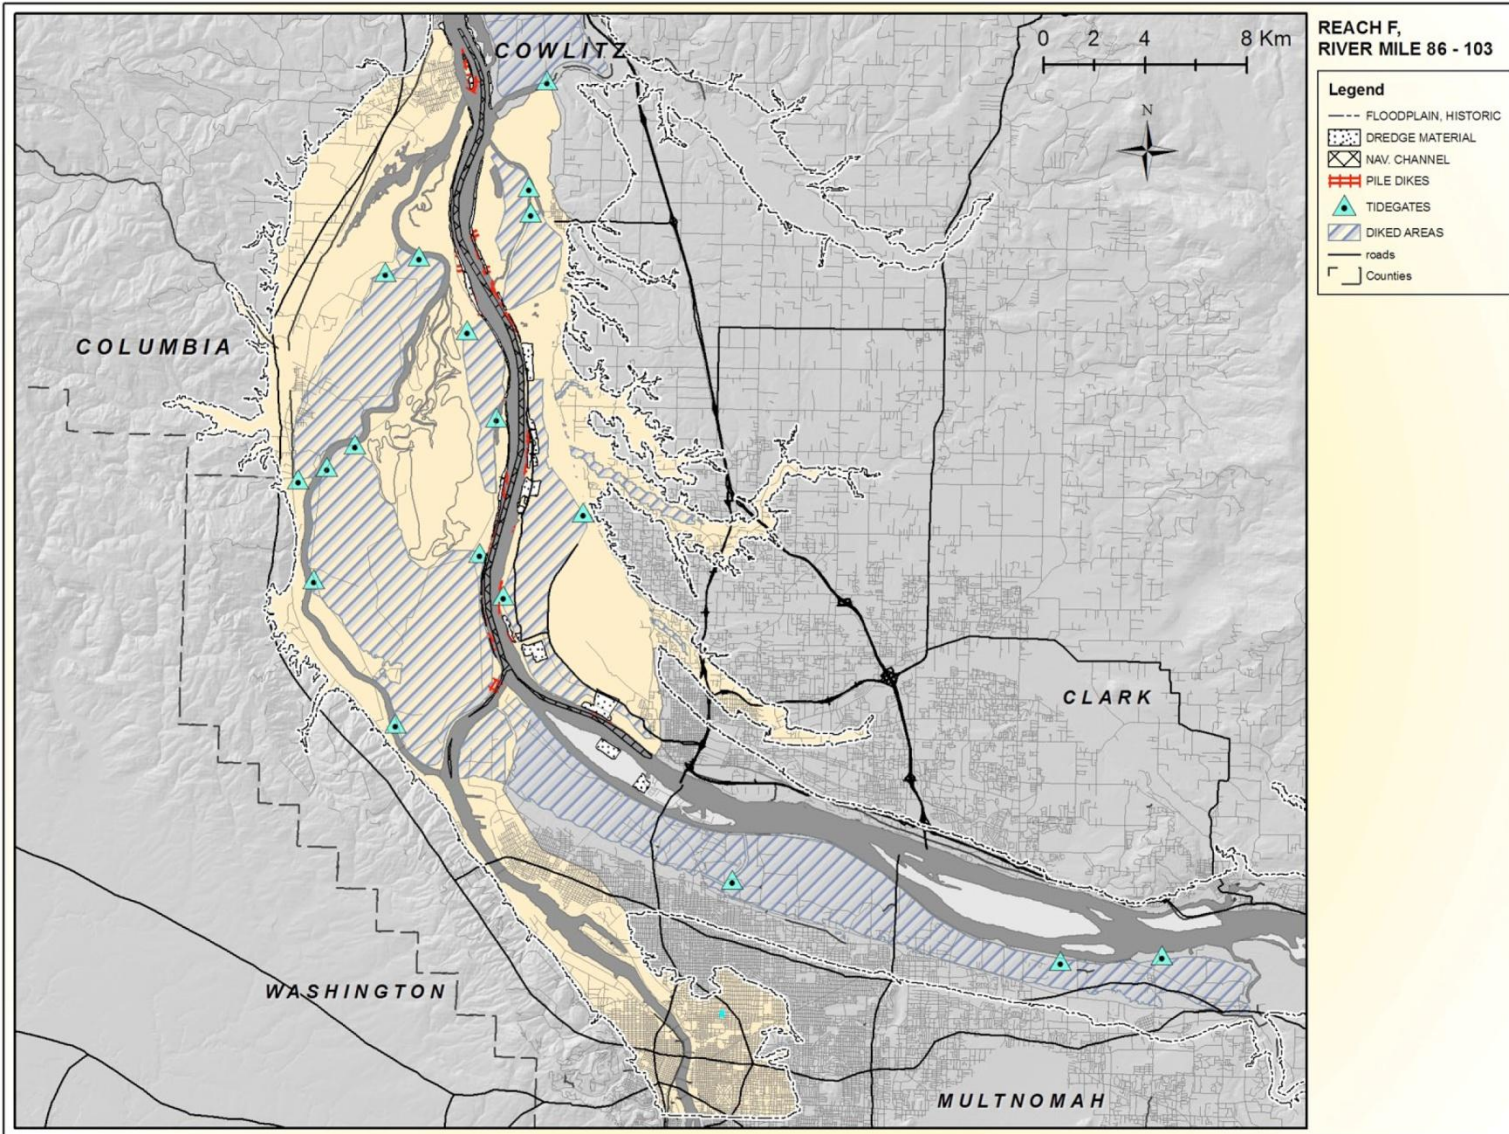 COWLITZ
0 2 4 8 Km
N
COLUMBIA
CLARK
WASHINGTON
MULTNOMAH
REACH F,
RIVER MILE 86 - 103
Legend
FLOODPLAIN, HISTORIC
DREDGE MATERIAL
NAV. CHANNEL
PILE DIKES
TIDEGATES
DIKED AREAS
roads
Counties